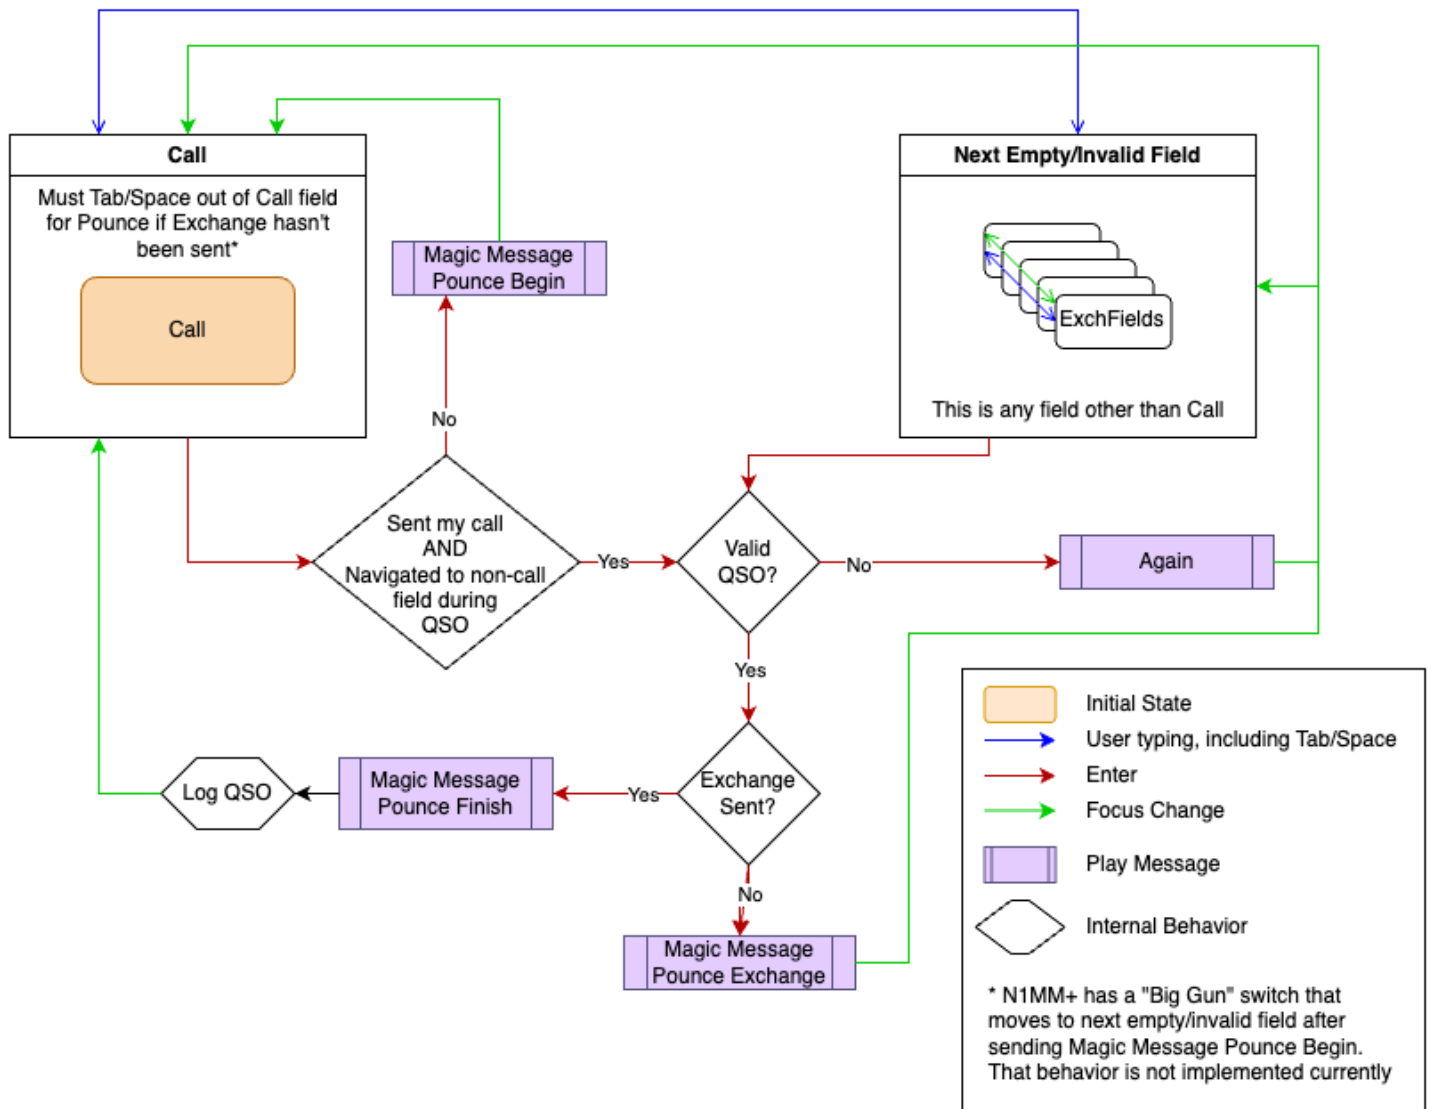 Call
Must Tab/Space out of Call field
for Pounce if Exchange hasn't
been sent*
Call
Magic Message
Pounce Begin
Next Empty/Invalid Field
ExchFields
This is any field other than Call
No
Sent my call
AND
Navigated to non-call
field during
QSO
Yes
Valid
QSO?
No
Again
Yes
Exchange
Sent?
Yes
Magic Message
Pounce Finish
Log QSO
No
Magic Message
Pounce Exchange
Initial State
User typing, including Tab/Space
Enter
Focus Change
Play Message
Internal Behavior
* N1MM+ has a "Big Gun" switch that
moves to next empty/invalid field after
sending Magic Message Pounce Begin.
That behavior is not implemented currently